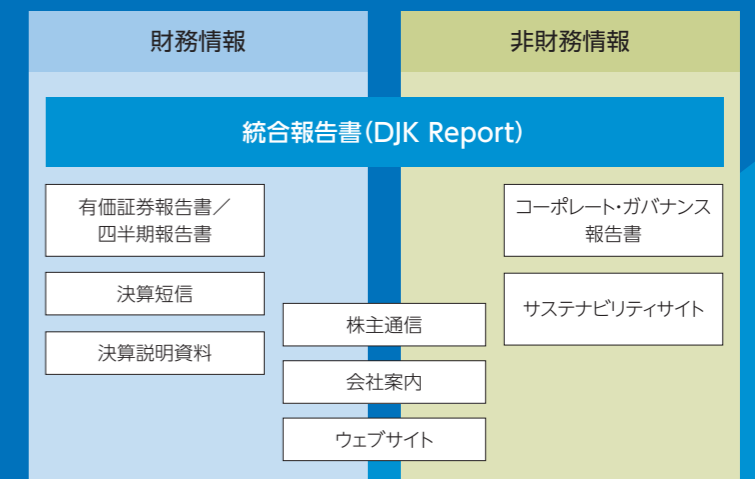 財務情報
非財務情報
統合報告書(DJK Report)
有価証券報告書／
四半期報告書
決算短信
決算説明資料
株主通信
会社案内
ウェブサイト
コーポレート・ガバナンス
報告書
サステナビリティサイト